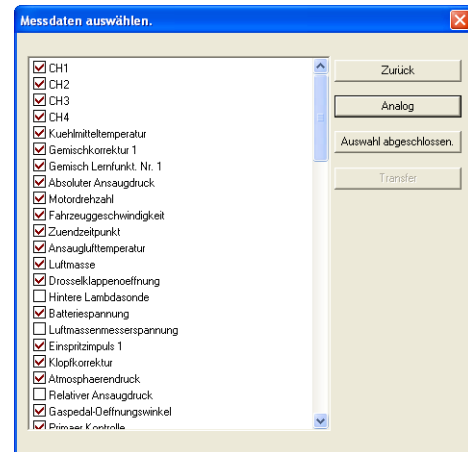 Messdaten auswählen.
CH1
CH2
CH3
CH4
Kuehlmitteltemperatur
Gemischkorrektur 1
Gemisch Lernfunkt. Nr. 1
Absoluter Ansaugdruck
Motordrehzahl
Fahrzeuggeschwindigkeit
Zuendzeitpunkt
Ansauglufttemperatur
Luftmasse
Drosselklappenoeffnung
Hintere Lambdasonde
Batteriespannung
Luftmassenmesserspannung
Einspritzimpuls 1
Klopfkorrektur
Atmosphaerendruck
Relativer Ansaugdruck
Gaspedal-Oeffnungswinkel
Primaer Kontrolle
Zurück
Analog
Auswahl abgeschlossen.
Transfer